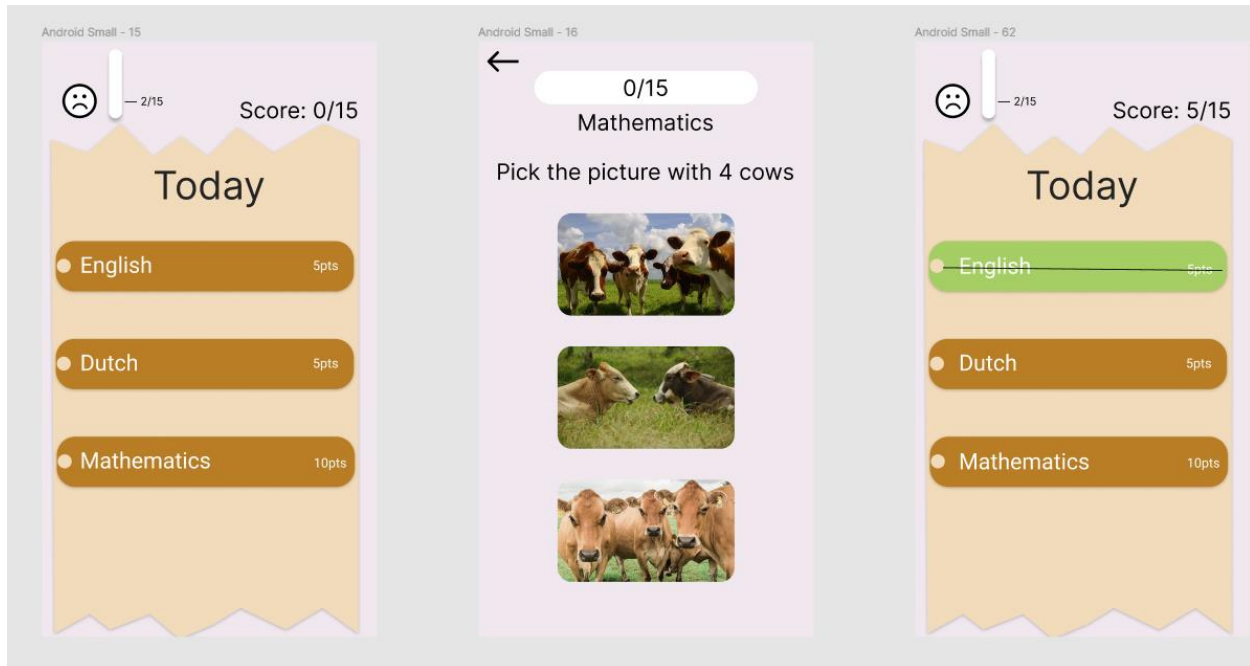 Android Small - 15
— 2/15
Score: 0/15
Today
English 5pts
Dutch 5pts
Mathematics 10pts
Android Small - 16
0/15
Mathematics
Pick the picture with 4 cows
Android Small - 62
— 2/15
Score: 5/15
Today
English 5pts
Dutch 5pts
Mathematics 10pts